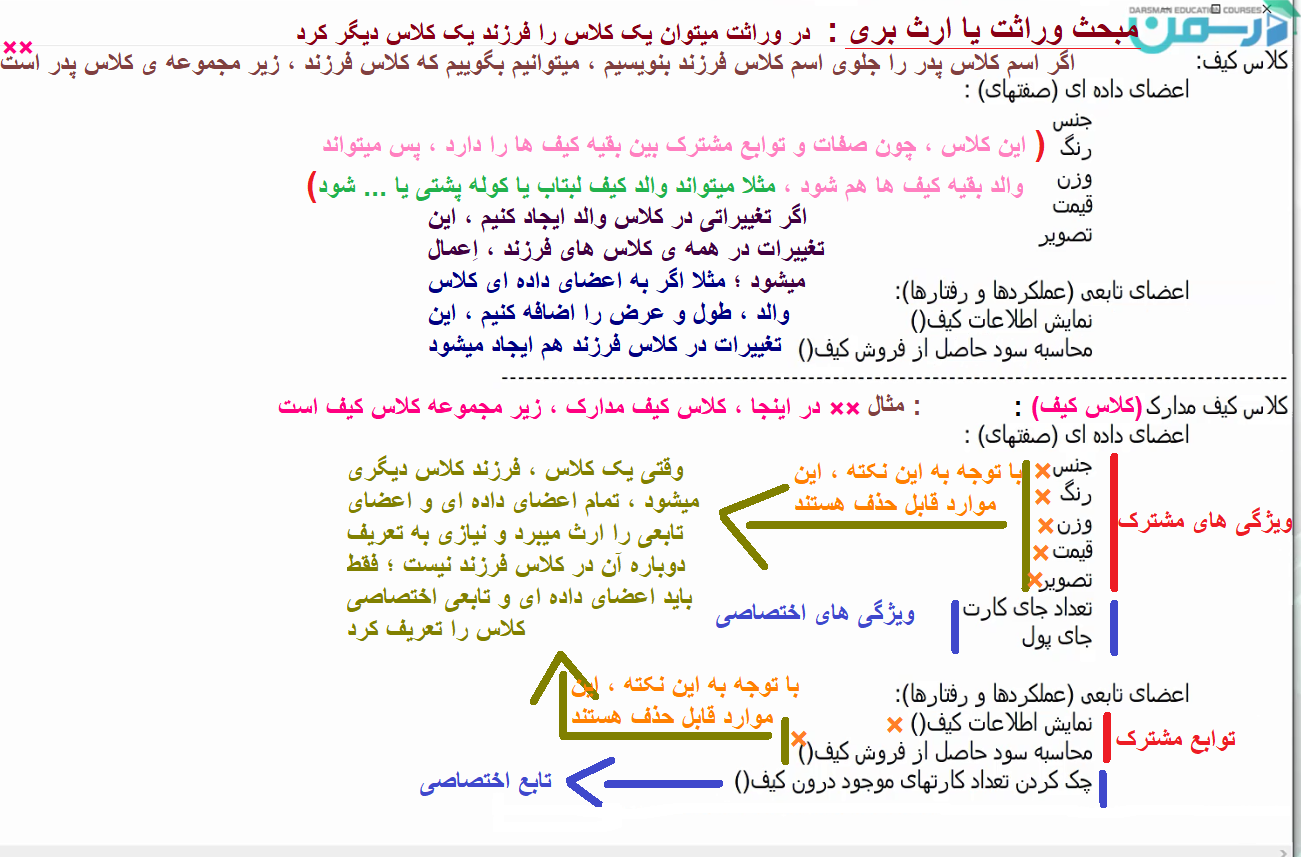 DARSMAN EDUCATION COURSES
درسمن
مبحث وراثت یا ارث بری : در وراثت میتوان یک کلاس را فرزند یک کلاس دیگر کرد
××
کلاس کیف:
اگر اسم کلاس پدر را جلوی اسم کلاس فرزند بنویسیم ، میتوانیم بگوییم که کلاس فرزند ، زیر مجموعه ی کلاس پدر است
اعضای داده ای (صفتهای) :
جنس
رنگ
وزن
قیمت
تصویر
( این کلاس ، چون صفات و توابع مشترک بین بقیه کیف ها را دارد ، پس میتواند
والد بقیه کیف ها هم شود ، مثلا میتواند والد کیف لبتاب یا کوله پشتی یا ... شود)
اگر تغییراتی در کلاس والد ایجاد کنیم ، این
تغییرات در همه ی کلاس های فرزند ، اِعمال
میشود ؛ مثلا اگر به اعضای داده ای کلاس
والد ، طول و عرض را اضافه کنیم ، این
تغییرات در کلاس فرزند هم ایجاد میشود
اعضای تابعی (عملکردها و رفتارها):
نمایش اطلاعات کیف()
محاسبه سود حاصل از فروش کیف()
-----------------------------------------------------------------------------------------------
کلاس کیف مدارک(کلاس کیف) : : مثال ×× در اینجا ، کلاس کیف مدارک ، زیر مجموعه کلاس کیف است
اعضای داده ای (صفتهای) :
جنس ×
رنگ ×
وزن ×
قیمت ×
تصویر ×
ویژگی های مشترک
با توجه به این نکته ، این
موارد قابل حذف هستند
وقتی یک کلاس ، فرزند کلاس دیگری
میشود ، تمام اعضای داده ای و اعضای
تابعی را ارث میبرد و نیازی به تعریف
دوباره آن در کلاس فرزند نیست ؛ فقط
باید اعضای داده ای و تابعی اختصاصی
کلاس را تعریف کرد
تعداد جای کارت
جای پول
ویژگی های اختصاصی
اعضای تابعی (عملکردها و رفتارها):
نمایش اطلاعات کیف() ×
محاسبه سود حاصل از فروش کیف() ×
توابع مشترک
با توجه به این نکته ، این
موارد قابل حذف هستند
چک کردن تعداد کارتهای موجود درون کیف()
تابع اختصاصی